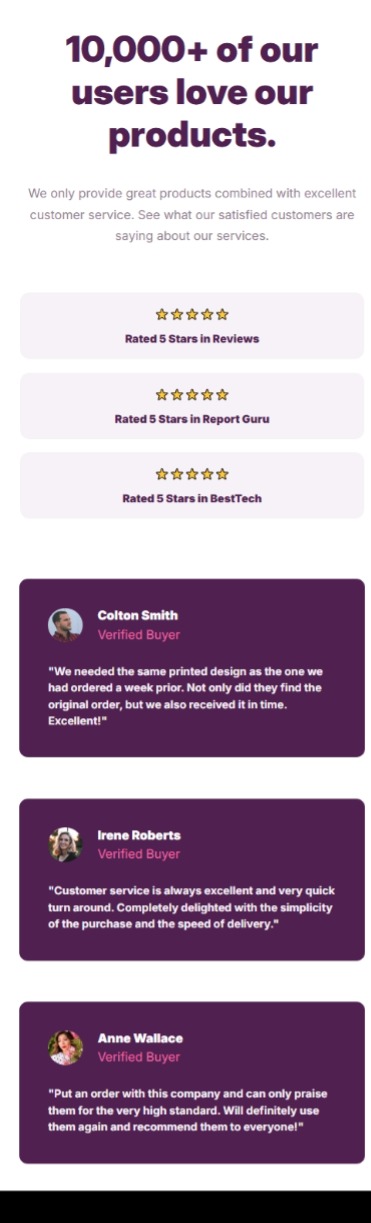 10,000+ of our
users love our
products.
We only provide great products combined with excellent
customer service. See what our satisfied customers are
saying about our services.
Rated 5 Stars in Reviews
Rated 5 Stars in Report Guru
Rated 5 Stars in BestTech
Colton Smith
Verified Buyer
"We needed the same printed design as the one we
had ordered a week prior. Not only did they find the
original order, but we also received it in time.
Excellent!"
Irene Roberts
Verified Buyer
"Customer service is always excellent and very quick
turn around. Completely delighted with the simplicity
of the purchase and the speed of delivery."
Anne Wallace
Verified Buyer
"Put an order with this company and can only praise
them for the very high standard. Will definitely use
them again and recommend them to everyone!"